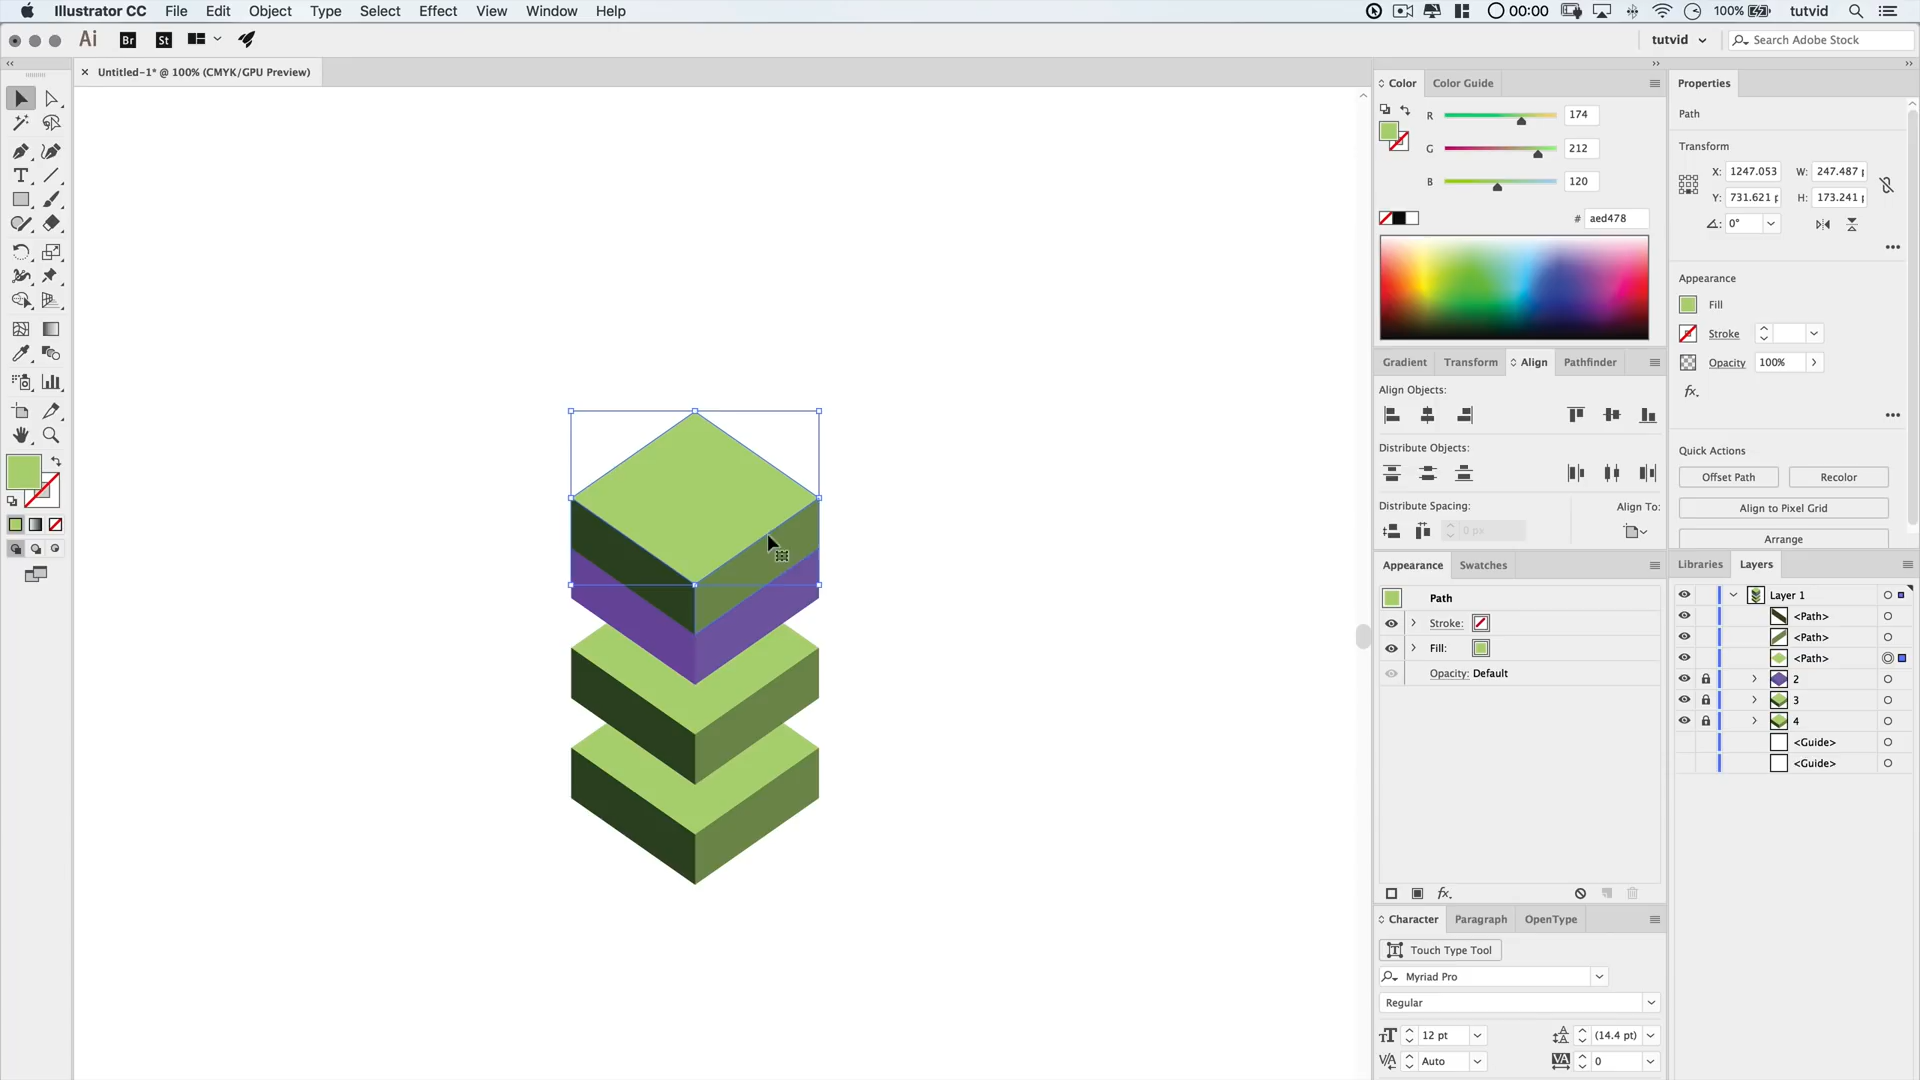 Illustrator CC File Edit Object Type Select Effect View Window Help 00:00 100% tutvid
Ai Br St tutvid Search Adobe Stock
Untitled-1* @ 100% (CMYK/GPU Preview)
Color Color Guide
R 174
G 212
B 120
# aed478
Gradient Transform Align Pathfinder
Align Objects:
Distribute Objects:
Distribute Spacing: Align To:
0 px
Appearance Swatches
Path
Stroke:
Fill:
Opacity: Default
fx
Character Paragraph OpenType
Touch Type Tool
Myriad Pro
Regular
12 pt (14.4 pt)
Auto 0
Properties
Path
Transform
X: 1247.053 W: 247.487 p
Y: 731.621 p H: 173.241 p
0°
Appearance
Fill
Stroke
Opacity 100%
fx.
Quick Actions
Offset Path Recolor
Align to Pixel Grid
Arrange
Libraries Layers
Layer 1
<Path>
<Path>
<Path>
2
3
4
<Guide>
<Guide>